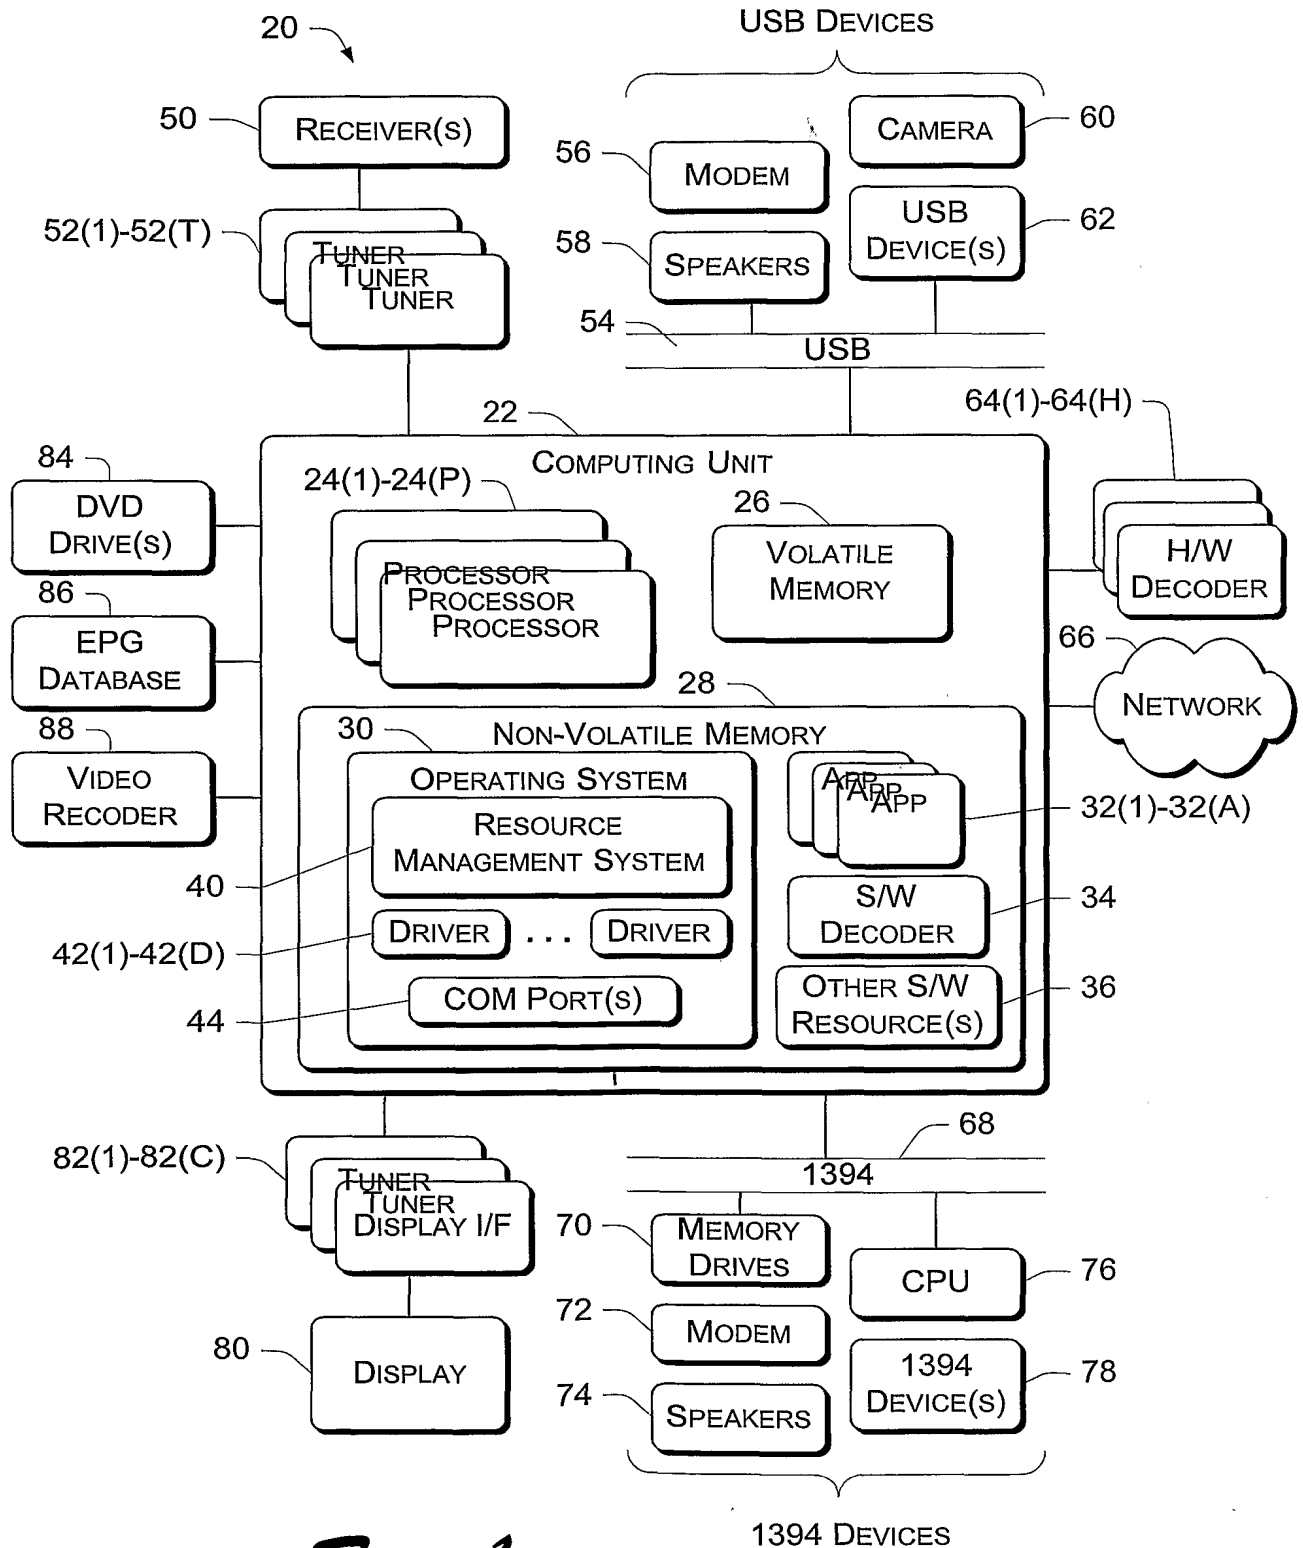 20
USB DEVICES
50
RECEIVER(S)
CAMERA
60
56
MODEM
52(1)-52(T)
TUNER
TUNER
TUNER
USB
DEVICE(S)
62
58
SPEAKERS
54
USB
64(1)-64(H)
22
COMPUTING UNIT
84
DVD
DRIVE(S)
24(1)-24(P)
PROCESSOR
PROCESSOR
PROCESSOR
26
VOLATILE
MEMORY
H/W
DECODER
86
EPG
DATABASE
66
NETWORK
28
NON-VOLATILE MEMORY
88
VIDEO
RECODER
30
OPERATING SYSTEM
RESOURCE
MANAGEMENT SYSTEM
40
APP
APP
APP
32(1)-32(A)
S/W
DECODER
34
DRIVER
...
DRIVER
42(1)-42(D)
COM PORT(S)
44
OTHER S/W
RESOURCE(S)
36
68
1394
82(1)-82(C)
TUNER
TUNER
DISPLAY I/F
70
MEMORY
DRIVES
CPU
76
72
MODEM
80
DISPLAY
1394
DEVICE(S)
78
74
SPEAKERS
1394 DEVICES